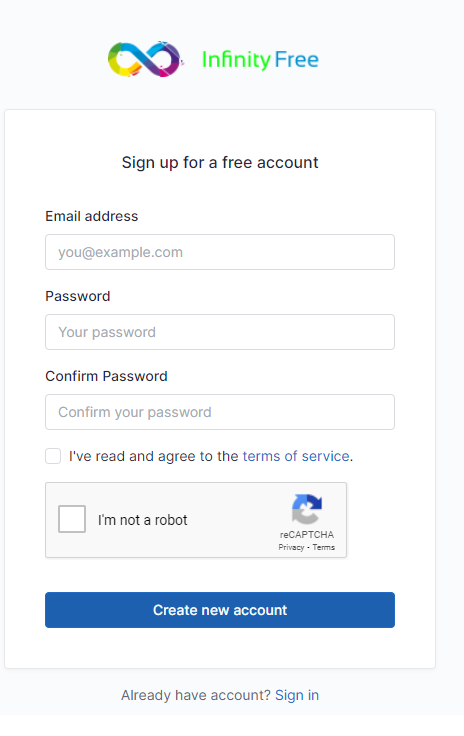 Infinity Free
Sign up for a free account
Email address
you@example.com
Password
Your password
Confirm Password
Confirm your password
I've read and agree to the terms of service.
I'm not a robot
reCAPTCHA
Privacy - Terms
Create new account
Already have account? Sign in